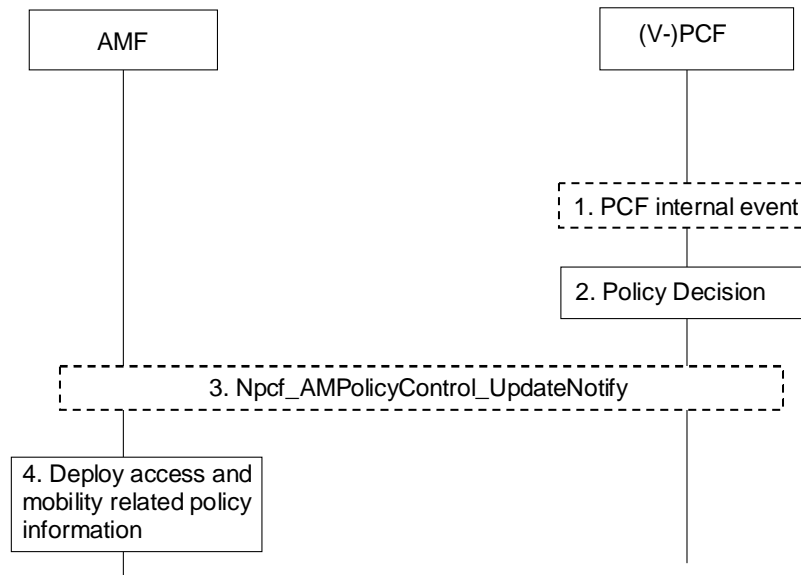 AMF
(V-)PCF
1. PCF internal event
2. Policy Decision
3. Npcf_AMPolicyControl_UpdateNotify
4. Deploy access and
mobility related policy
information